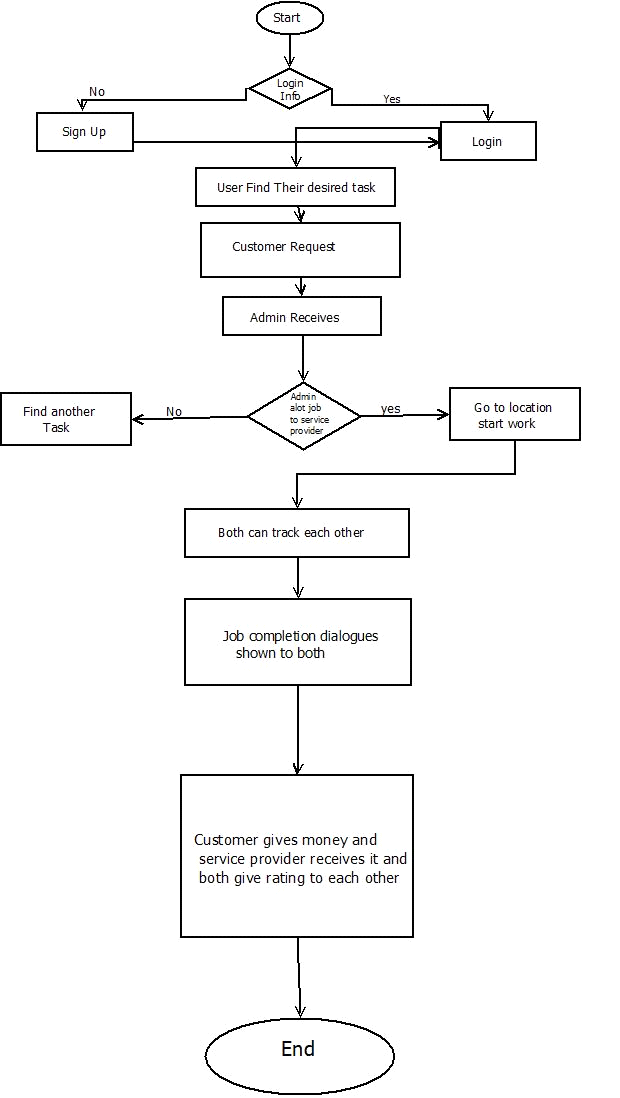 Start
Login
Info
No
Yes
Sign Up
Login
User Find Their desired task
Customer Request
Admin Receives
Admin
alot job
to service
provider
No
yes
Find another
Task
Go to location
start work
Both can track each other
Job completion dialogues
shown to both
Customer gives money and
service provider receives it and
both give rating to each other
End